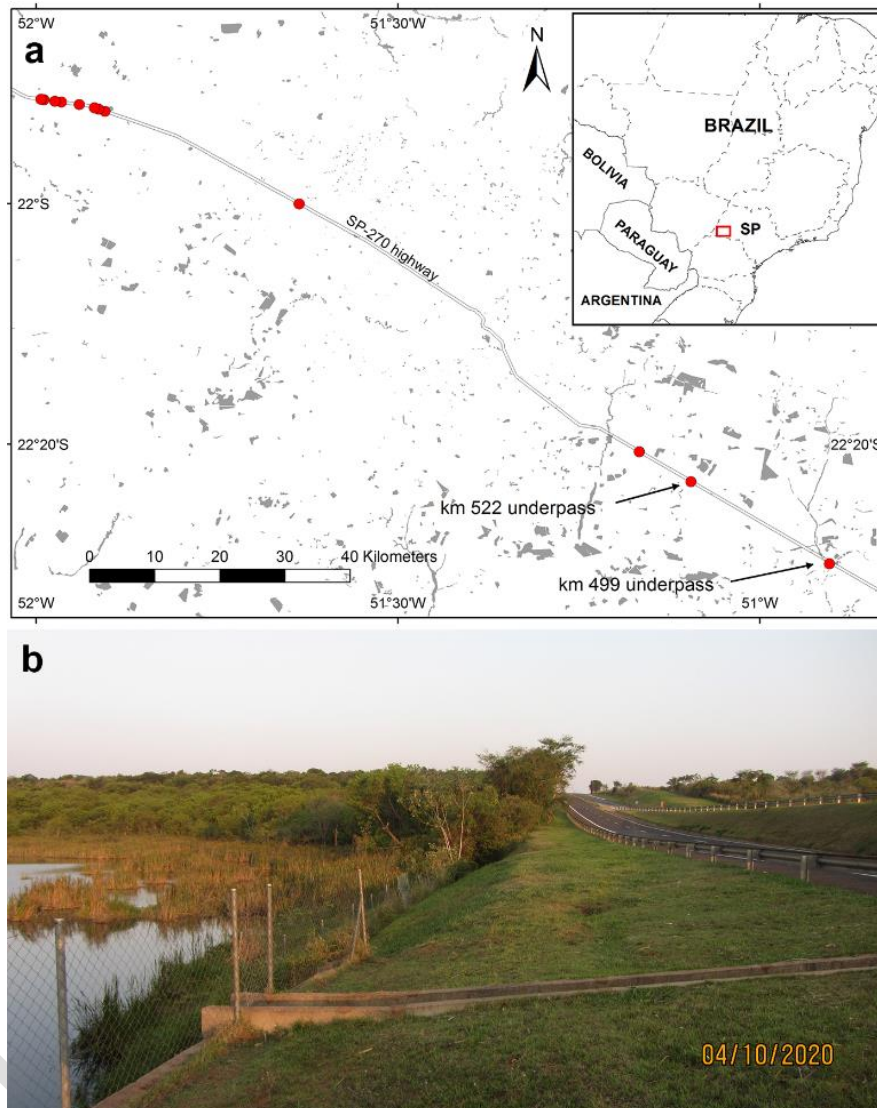 52°W
51°30'W
a
N
BRAZIL
BOLIVIA
SP
PARAGUAY
ARGENTINA
22°S
SP-270 highway
22°20'S
22°20'S
km 522 underpass
0 10 20 30 40 Kilometers
km 499 underpass
52°W
51°30'W
51°W
b
04/10/2020